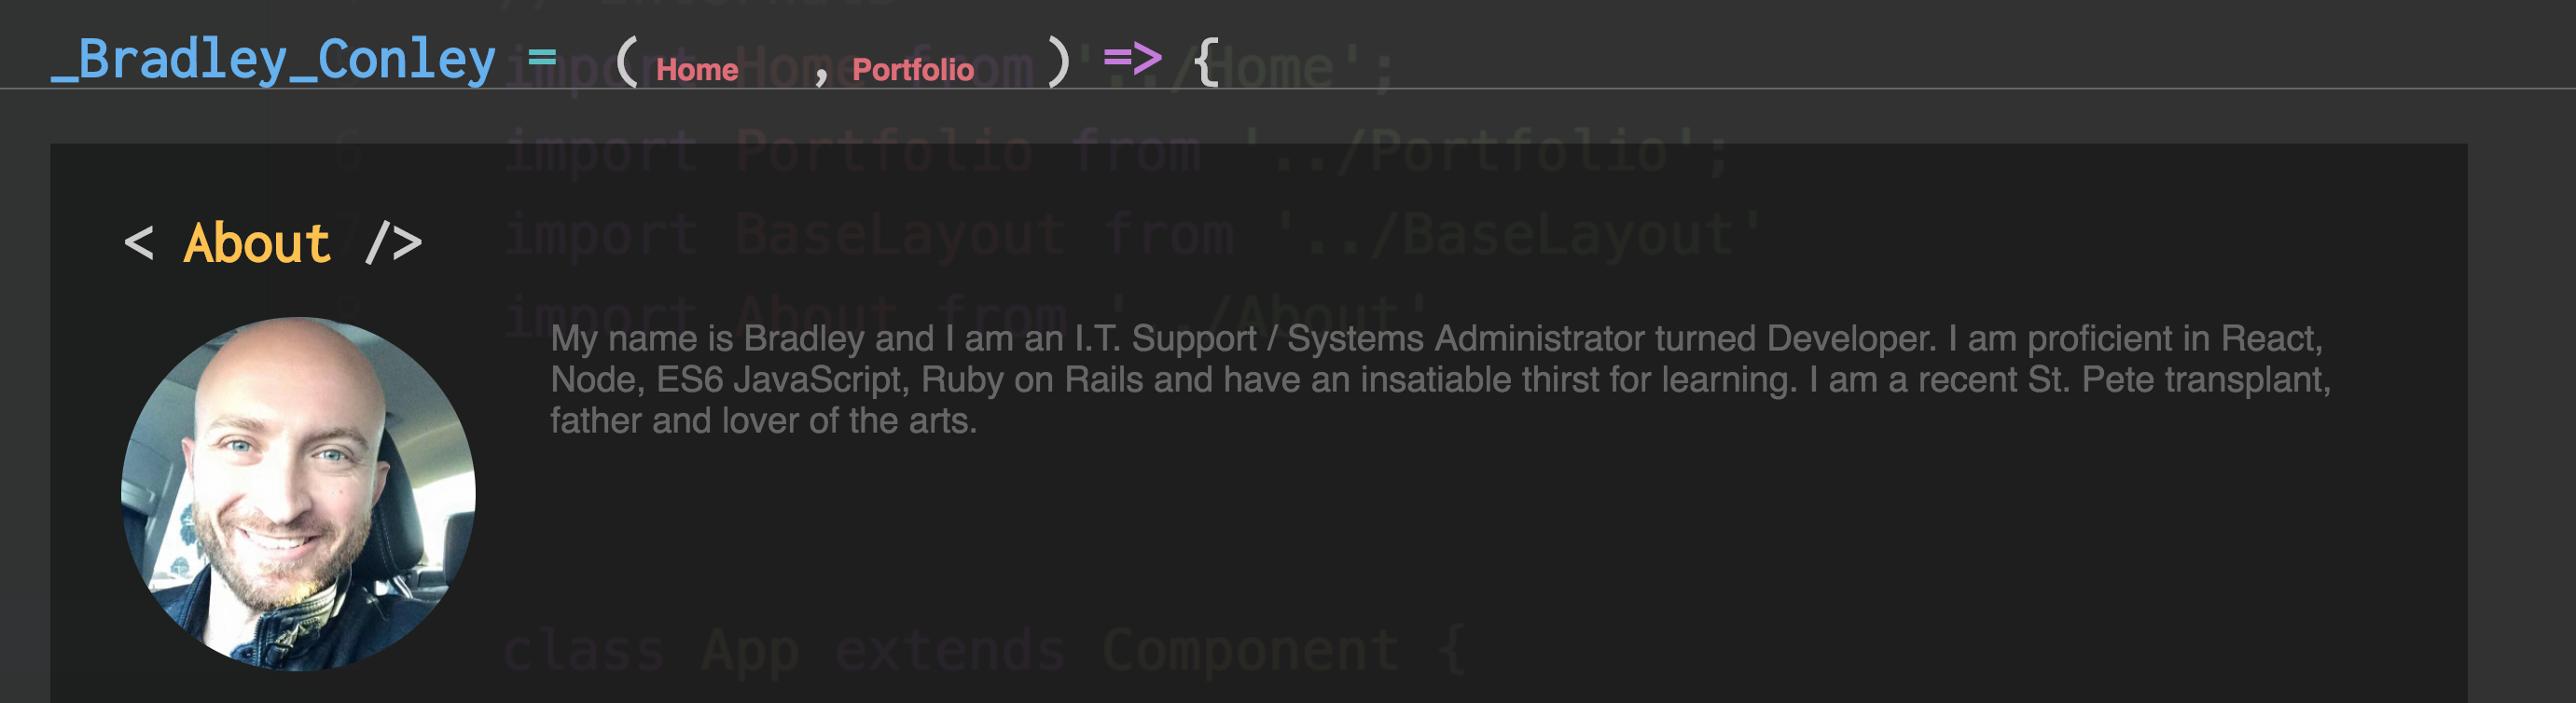 // Internals
_Bradley_Conley = ( Home , Portfolio ) => {
import Home from '../Home';
6 import Portfolio from '../Portfolio';
7 import BaseLayout from '../BaseLayout'
< About />
8 import About from '../About'
My name is Bradley and I am an I.T. Support / Systems Administrator turned Developer. I am proficient in React,
Node, ES6 JavaScript, Ruby on Rails and have an insatiable thirst for learning. I am a recent St. Pete transplant,
father and lover of the arts.
class App extends Component {